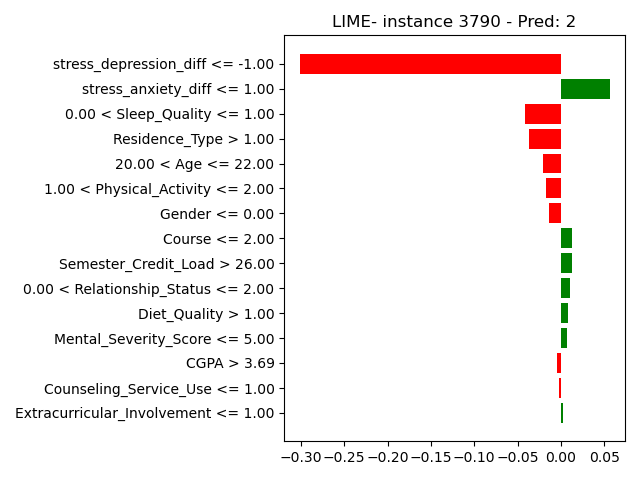 LIME- instance 3790 - Pred: 2
stress_depression_diff <= -1.00
stress_anxiety_diff <= 1.00
0.00 < Sleep_Quality <= 1.00
Residence_Type > 1.00
20.00 < Age <= 22.00
1.00 < Physical_Activity <= 2.00
Gender <= 0.00
Course <= 2.00
Semester_Credit_Load > 26.00
0.00 < Relationship_Status <= 2.00
Diet_Quality > 1.00
Mental_Severity_Score <= 5.00
CGPA > 3.69
Counseling_Service_Use <= 1.00
Extracurricular_Involvement <= 1.00
−0.30 −0.25 −0.20 −0.15 −0.10 −0.05 0.00 0.05